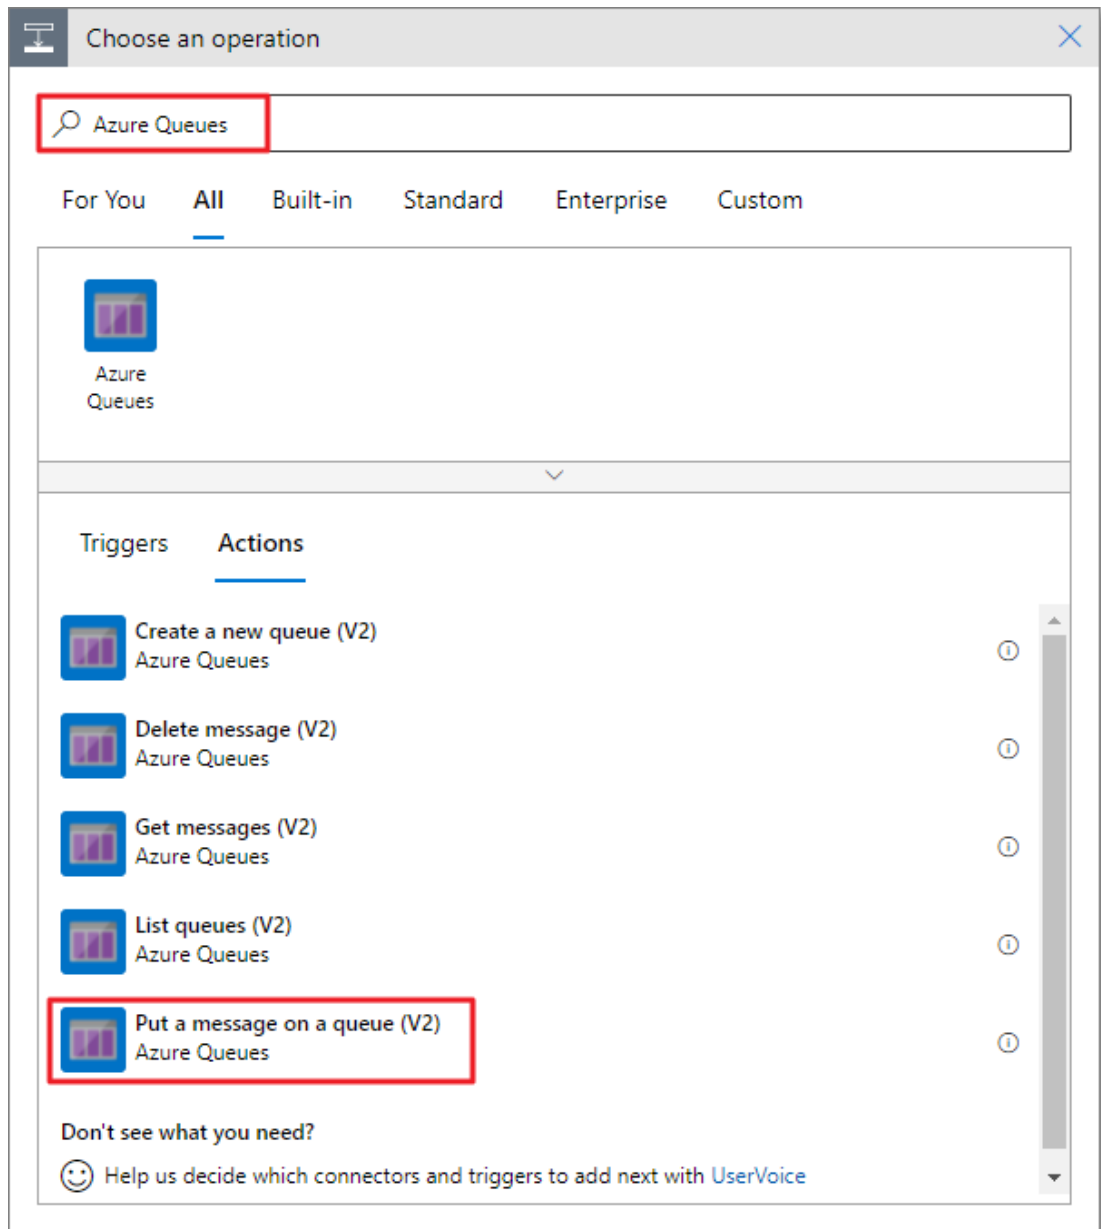 Choose an operation
Azure Queues
For You All Built-in Standard Enterprise Custom
Azure
Queues
Triggers Actions
Create a new queue (V2)
Azure Queues
Delete message (V2)
Azure Queues
Get messages (V2)
Azure Queues
List queues (V2)
Azure Queues
Put a message on a queue (V2)
Azure Queues
Don't see what you need?
Help us decide which connectors and triggers to add next with UserVoice